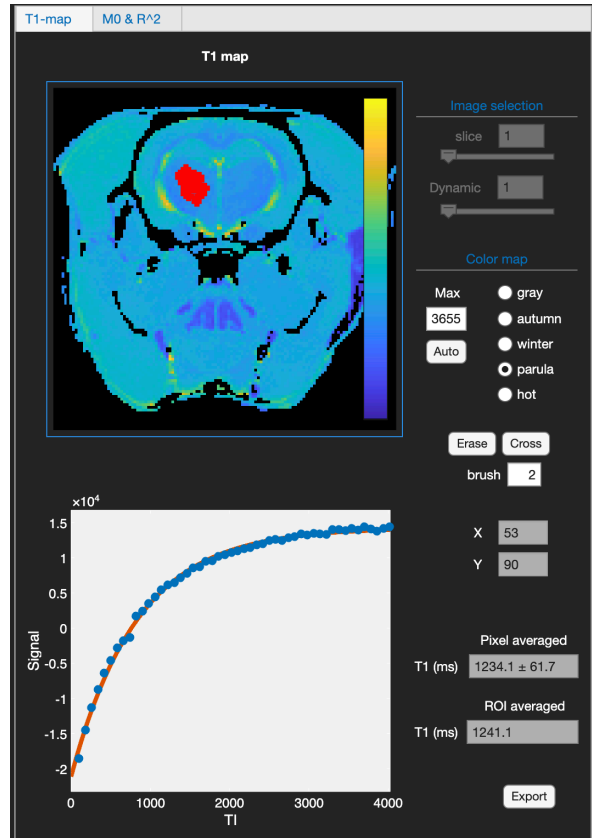 T1-map M0 & R^2
T1 map
Image selection
slice 1
Dynamic 1
Color map
Max
3655
Auto
gray
autumn
winter
parula
hot
Erase Cross
brush 2
×10^4
1.5
1
0.5
0
-0.5
-1
-1.5
-2
Signal
0 1000 2000 3000 4000
TI
X 53
Y 90
Pixel averaged
T1 (ms) 1234.1 ± 61.7
ROI averaged
T1 (ms) 1241.1
Export